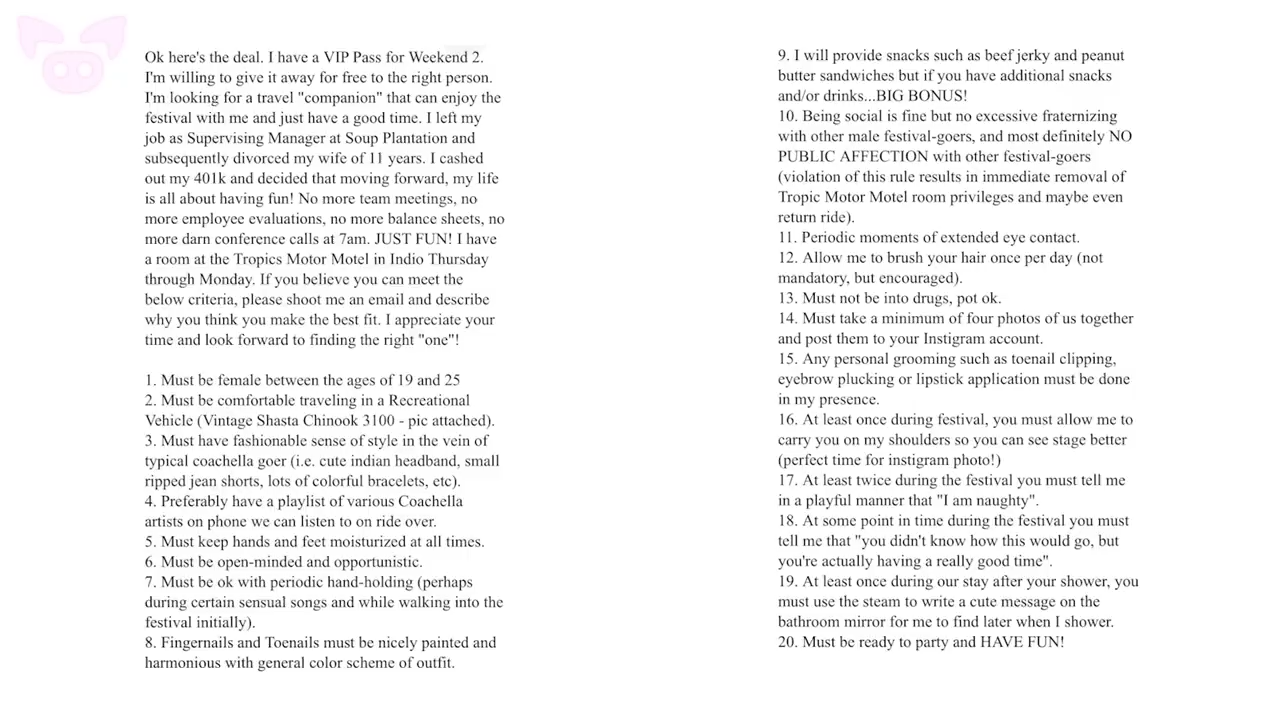 Ok here's the deal. I have a VIP Pass for Weekend 2.
I'm willing to give it away for free to the right person.
I'm looking for a travel "companion" that can enjoy the
festival with me and just have a good time. I left my
job as Supervising Manager at Soup Plantation and
subsequently divorced my wife of 11 years. I cashed
out my 401k and decided that moving forward, my life
is all about having fun! No more team meetings, no
more employee evaluations, no more balance sheets, no
more darn conference calls at 7am. JUST FUN! I have
a room at the Tropics Motor Motel in Indio Thursday
through Monday. If you believe you can meet the
below criteria, please shoot me an email and describe
why you think you make the best fit. I appreciate your
time and look forward to finding the right "one"!
1. Must be female between the ages of 19 and 25
2. Must be comfortable traveling in a Recreational
Vehicle (Vintage Shasta Chinook 3100 - pic attached).
3. Must have fashionable sense of style in the vein of
typical coachella goer (i.e. cute indian headband, small
ripped jean shorts, lots of colorful bracelets, etc).
4. Preferably have a playlist of various Coachella
artists on phone we can listen to on ride over.
5. Must keep hands and feet moisturized at all times.
6. Must be open-minded and opportunistic.
7. Must be ok with periodic hand-holding (perhaps
during certain sensual songs and while walking into the
festival initially).
8. Fingernails and Toenails must be nicely painted and
harmonious with general color scheme of outfit.
9. I will provide snacks such as beef jerky and peanut
butter sandwiches but if you have additional snacks
and/or drinks...BIG BONUS!
10. Being social is fine but no excessive fraternizing
with other male festival-goers, and most definitely NO
PUBLIC AFFECTION with other festival-goers
(violation of this rule results in immediate removal of
Tropic Motor Motel room privileges and maybe even
return ride).
11. Periodic moments of extended eye contact.
12. Allow me to brush your hair once per day (not
mandatory, but encouraged).
13. Must not be into drugs, pot ok.
14. Must take a minimum of four photos of us together
and post them to your Instigram account.
15. Any personal grooming such as toenail clipping,
eyebrow plucking or lipstick application must be done
in my presence.
16. At least once during festival, you must allow me to
carry you on my shoulders so you can see stage better
(perfect time for instigram photo!)
17. At least twice during the festival you must tell me
in a playful manner that "I am naughty".
18. At some point in time during the festival you must
tell me that "you didn't know how this would go, but
you're actually having a really good time".
19. At least once during our stay after your shower, you
must use the steam to write a cute message on the
bathroom mirror for me to find later when I shower.
20. Must be ready to party and HAVE FUN!